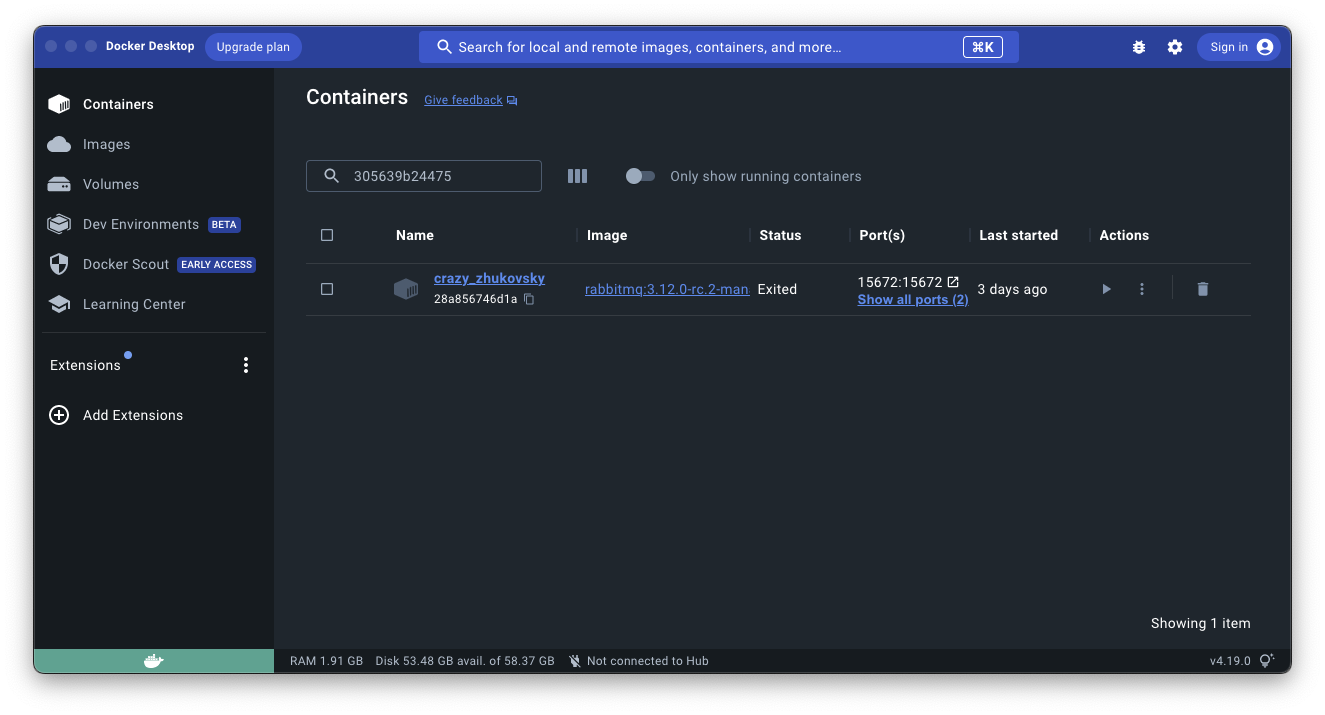 Docker Desktop
Upgrade plan
Search for local and remote images, containers, and more…
⌘K
Sign in
Containers
Images
Volumes
Dev Environments BETA
Docker Scout EARLY ACCESS
Learning Center
Extensions
Add Extensions
Containers
Give feedback
305639b24475
Only show running containers
Name Image Status Port(s) Last started Actions
crazy_zhukovsky
28a856746d1a
rabbitmq:3.12.0-rc.2-man
Exited
15672:15672
Show all ports (2)
3 days ago
Showing 1 item
RAM 1.91 GB Disk 53.48 GB avail. of 58.37 GB Not connected to Hub
v4.19.0